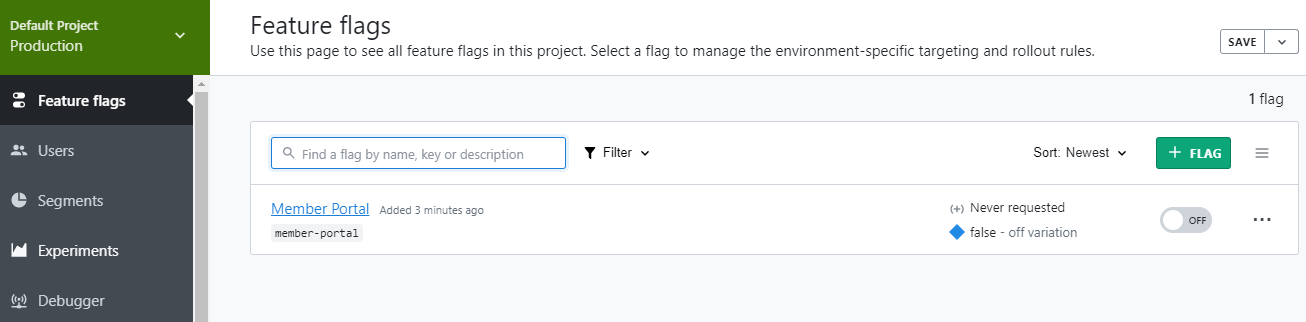 Default Project
Production
Feature flags
Use this page to see all feature flags in this project. Select a flag to manage the environment-specific targeting and rollout rules.
SAVE
Feature flags
Users
Segments
Experiments
Debugger
1 flag
Find a flag by name, key or description
Filter
Sort: Newest
+ FLAG
Member Portal Added 3 minutes ago
member-portal
(+) Never requested
false - off variation
OFF